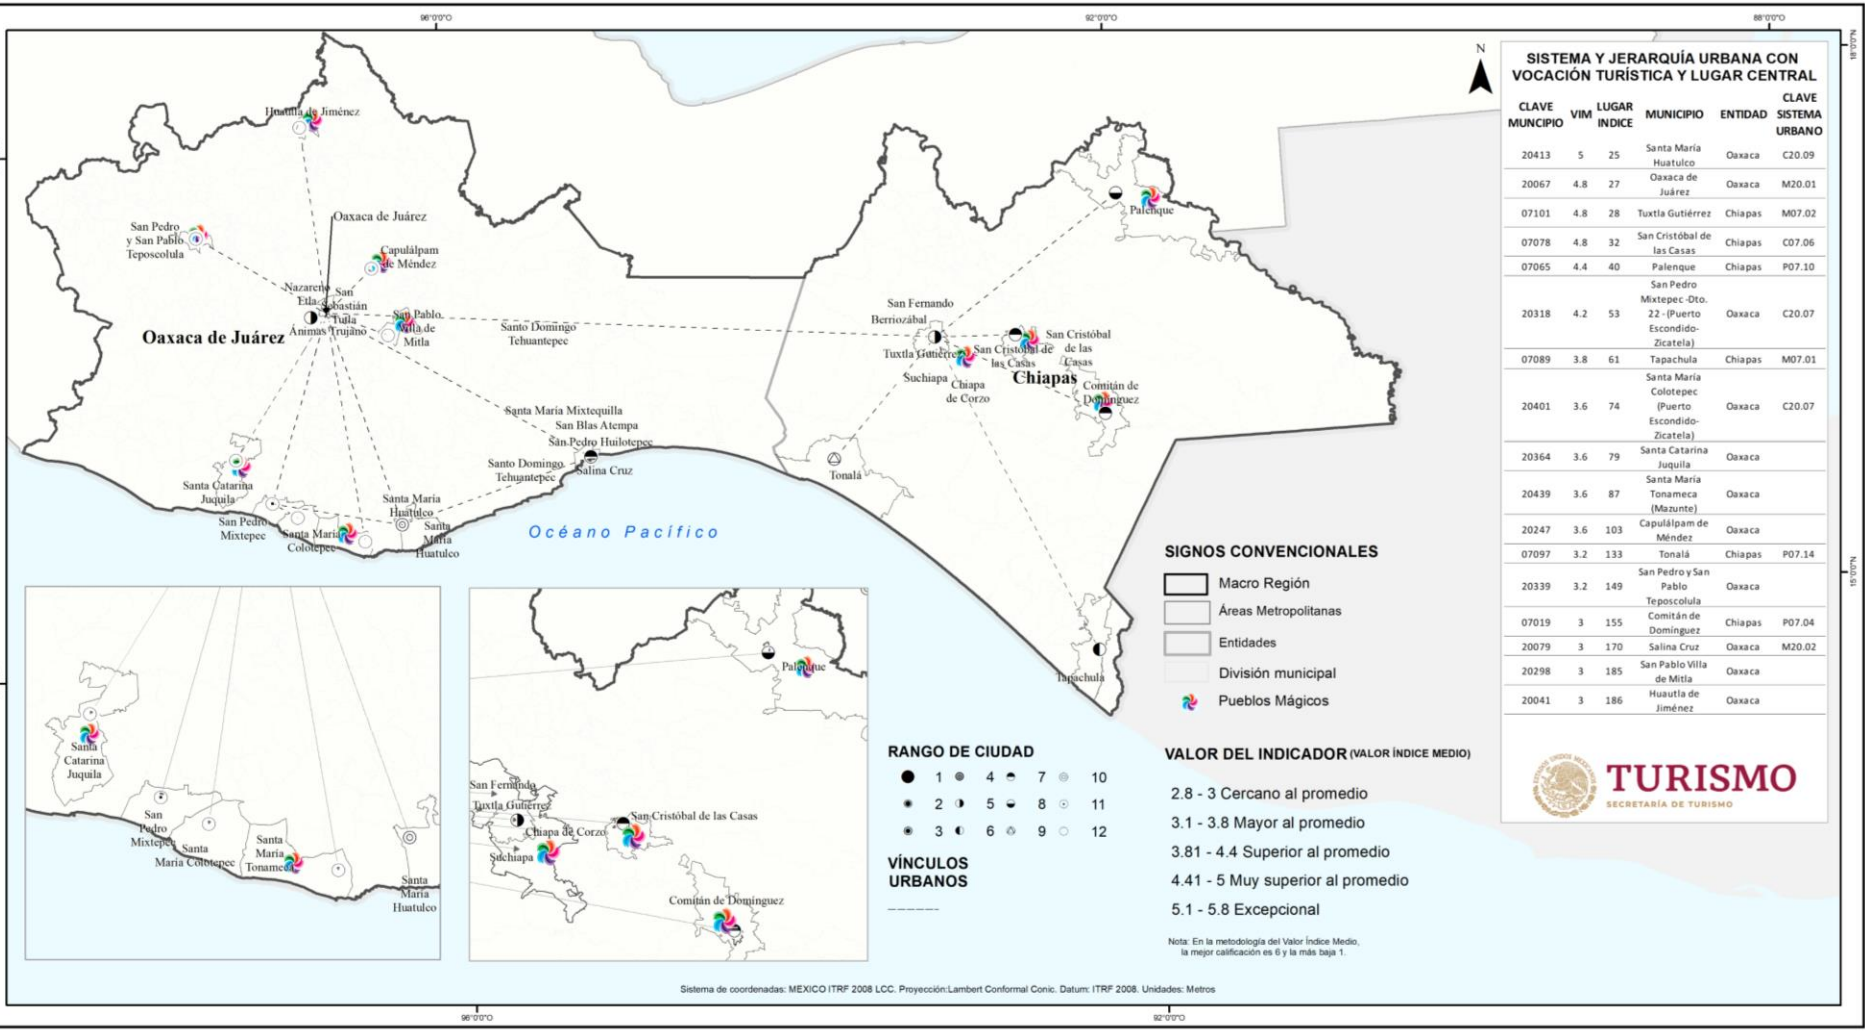 96°0'0"O
92°0'0"O
88°0'0"O
18°0'0"N
15°0'0"N
N
Huautla de Jiménez
Oaxaca de Juárez
San Pedro
y San Pablo
Teposcolula
Capulálpam
de Méndez
Nazareno
Etla
San
Sebastián
Tutla
Ánimas Trujano
San Pablo
Villa de
Mitla
Oaxaca de Juárez
Santo Domingo
Tehuantepec
Santa María Mixtequilla
San Blas Atempa
San Pedro Huilotepec
Santo Domingo
Tehuantepec
Salina Cruz
Santa Catarina
Juquila
San Pedro
Mixtepec
Santa María
Colotepec
Santa María
Huatulco
Santa
María
Huatulco
Océano Pacífico
Palenque
San Fernando
Berriozábal
Tuxtla Gutiérrez
Suchiapa
Chiapa
de Corzo
San Cristóbal de
las Casas
San Cristóbal
de las
Casas
Chiapas
Comitán de
Domínguez
Tonalá
Tapachula
Santa
Catarina
Juquila
San
Pedro
Mixtepec
Santa
María Colotepec
Santa
María
Tonameca
Santa
María
Huatulco
Palenque
San Fernando
Tuxtla Gutiérrez
Chiapa de Corzo
Suchiapa
San Cristóbal de las Casas
Comitán de Domínguez
RANGO DE CIUDAD
1 4 7 10
2 5 8 11
3 6 9 12
VÍNCULOS
URBANOS
SIGNOS CONVENCIONALES
Macro Región
Áreas Metropolitanas
Entidades
División municipal
Pueblos Mágicos
VALOR DEL INDICADOR (VALOR ÍNDICE MEDIO)
2.8 - 3 Cercano al promedio
3.1 - 3.8 Mayor al promedio
3.81 - 4.4 Superior al promedio
4.41 - 5 Muy superior al promedio
5.1 - 5.8 Excepcional
Nota: En la metodología del Valor Índice Medio,
la mejor calificación es 6 y la más baja 1.
SISTEMA Y JERARQUÍA URBANA CON
VOCACIÓN TURÍSTICA Y LUGAR CENTRAL
CLAVE MUNCIPIO VIM LUGAR INDICE MUNICIPIO ENTIDAD CLAVE SISTEMA URBANO
20413 5 25 Santa María Huatulco Oaxaca C20.09
20067 4.8 27 Oaxaca de Juárez Oaxaca M20.01
07101 4.8 28 Tuxtla Gutiérrez Chiapas M07.02
07078 4.8 32 San Cristóbal de las Casas Chiapas C07.06
07065 4.4 40 Palenque Chiapas P07.10
20318 4.2 53 San Pedro Mixtepec -Dto. 22 -(Puerto Escondido-Zicatela) Oaxaca C20.07
07089 3.8 61 Tapachula Chiapas M07.01
20401 3.6 74 Santa María Colotepec (Puerto Escondido-Zicatela) Oaxaca C20.07
20364 3.6 79 Santa Catarina Juquila Oaxaca
20439 3.6 87 Santa María Tonameca (Mazunte) Oaxaca
20247 3.6 103 Capulálpam de Méndez Oaxaca
07097 3.2 133 Tonalá Chiapas P07.14
20339 3.2 149 San Pedro y San Pablo Teposcolula Oaxaca
07019 3 155 Comitán de Domínguez Chiapas P07.04
20079 3 170 Salina Cruz Oaxaca M20.02
20298 3 185 San Pablo Villa de Mitla Oaxaca
20041 3 186 Huautla de Jiménez Oaxaca
TURISMO
SECRETARÍA DE TURISMO
Sistema de coordenadas: MEXICO ITRF 2008 LCC. Proyección:Lambert Conformal Conic. Datum: ITRF 2008. Unidades: Metros
96°0'0"O
92°0'0"O